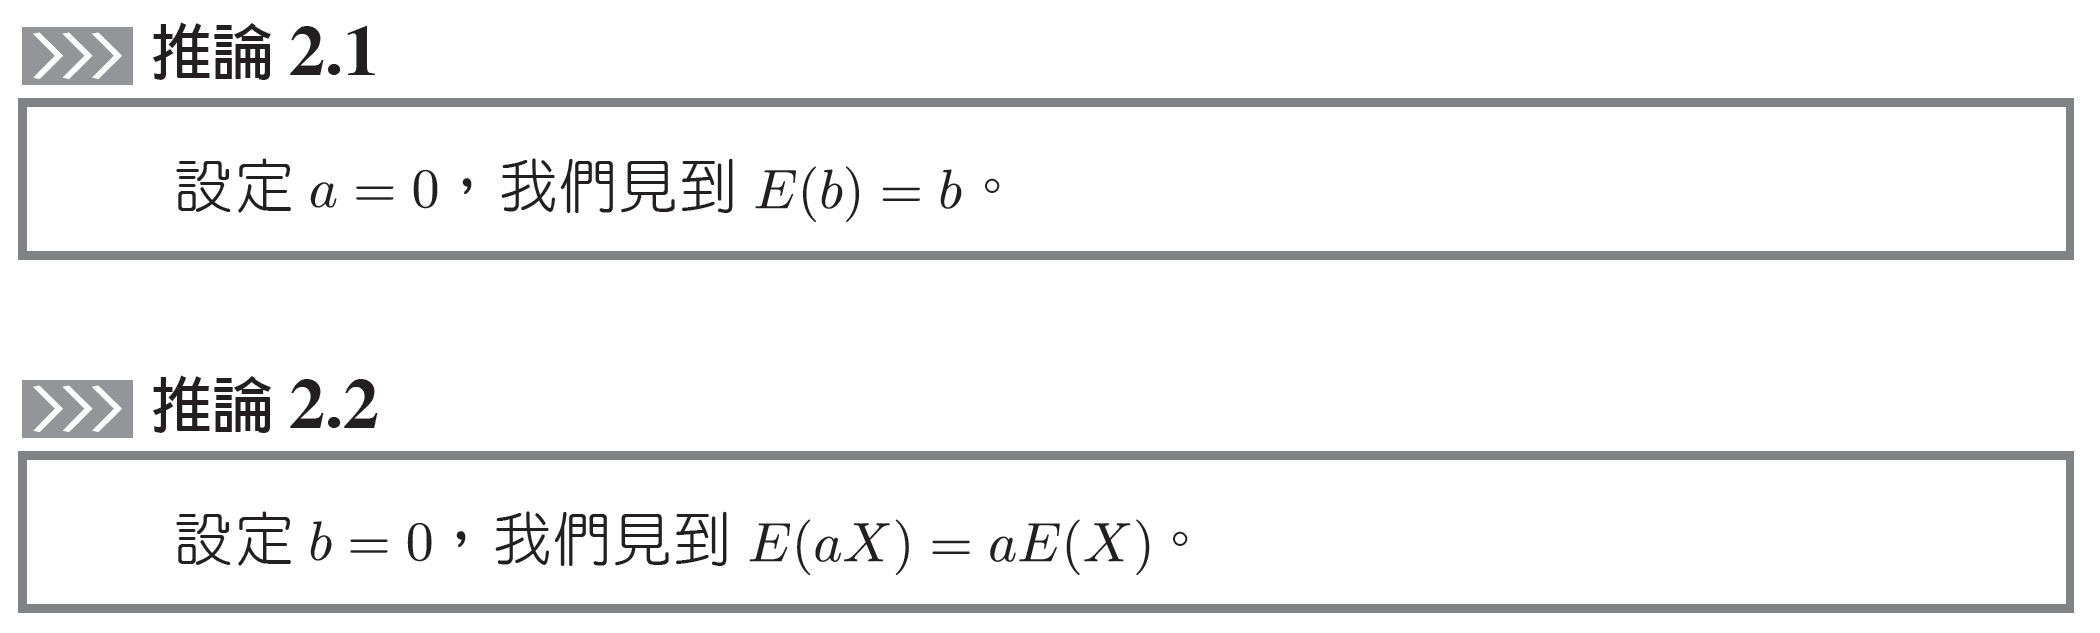 推論 2.1
設定 a = 0，我們見到 E(b) = b。
推論 2.2
設定 b = 0，我們見到 E(aX) = aE(X)。